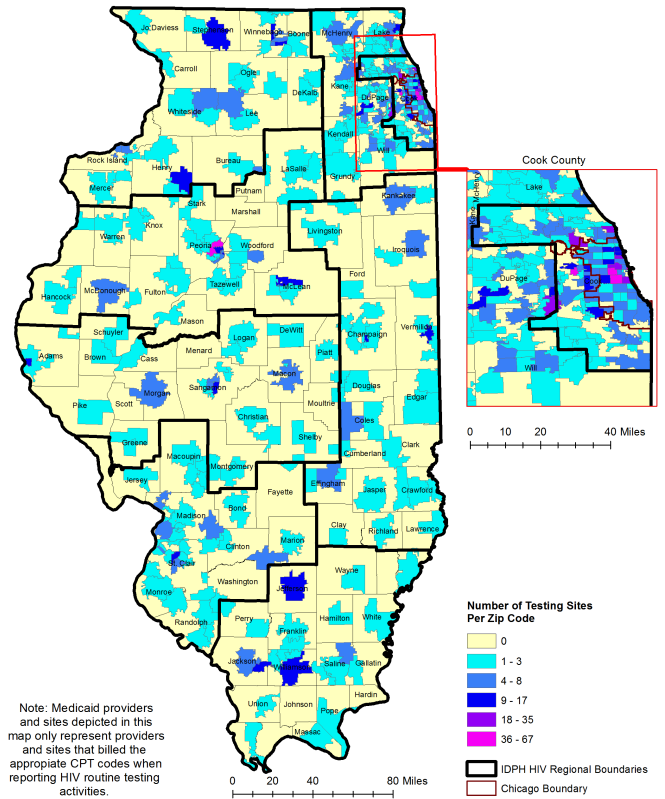 Jo Daviess
Stephenson
Winnebago
Boone
McHenry
Lake
Carroll
Ogle
DeKalb
Kane
DuPage
Whiteside
Lee
Kendall
Will
Rock Island
Henry
Bureau
LaSalle
Grundy
Mercer
Putnam
Kankakee
Stark
Marshall
Knox
Warren
Peoria
Woodford
Livingston
Iroquois
Ford
Hancock
McDonough
Fulton
Tazewell
McLean
Mason
Schuyler
Logan
DeWitt
Champaign
Vermilion
Adams
Brown
Cass
Menard
Piatt
Macon
Douglas
Edgar
Pike
Scott
Morgan
Sangamon
Moultrie
Christian
Coles
Greene
Shelby
Clark
Macoupin
Cumberland
Montgomery
Jersey
Effingham
Fayette
Jasper
Crawford
Madison
Bond
Clay
Richland
Lawrence
Clinton
Marion
St. Clair
Washington
Wayne
Monroe
Jefferson
Randolph
Perry
Hamilton
White
Franklin
Jackson
Williamson
Saline
Gallatin
Hardin
Union
Johnson
Pope
Massac
Cook County
Kane
McHenry
Lake
DuPage
Cook
Will
0 10 20 40 Miles
Number of Testing Sites
Per Zip Code
0
1 - 3
4 - 8
9 - 17
18 - 35
36 - 67
IDPH HIV Regional Boundaries
Chicago Boundary
Note: Medicaid providers
and sites depicted in this
map only represent providers
and sites that billed the
appropiate CPT codes when
reporting HIV routine testing
activities.
0 20 40 80 Miles